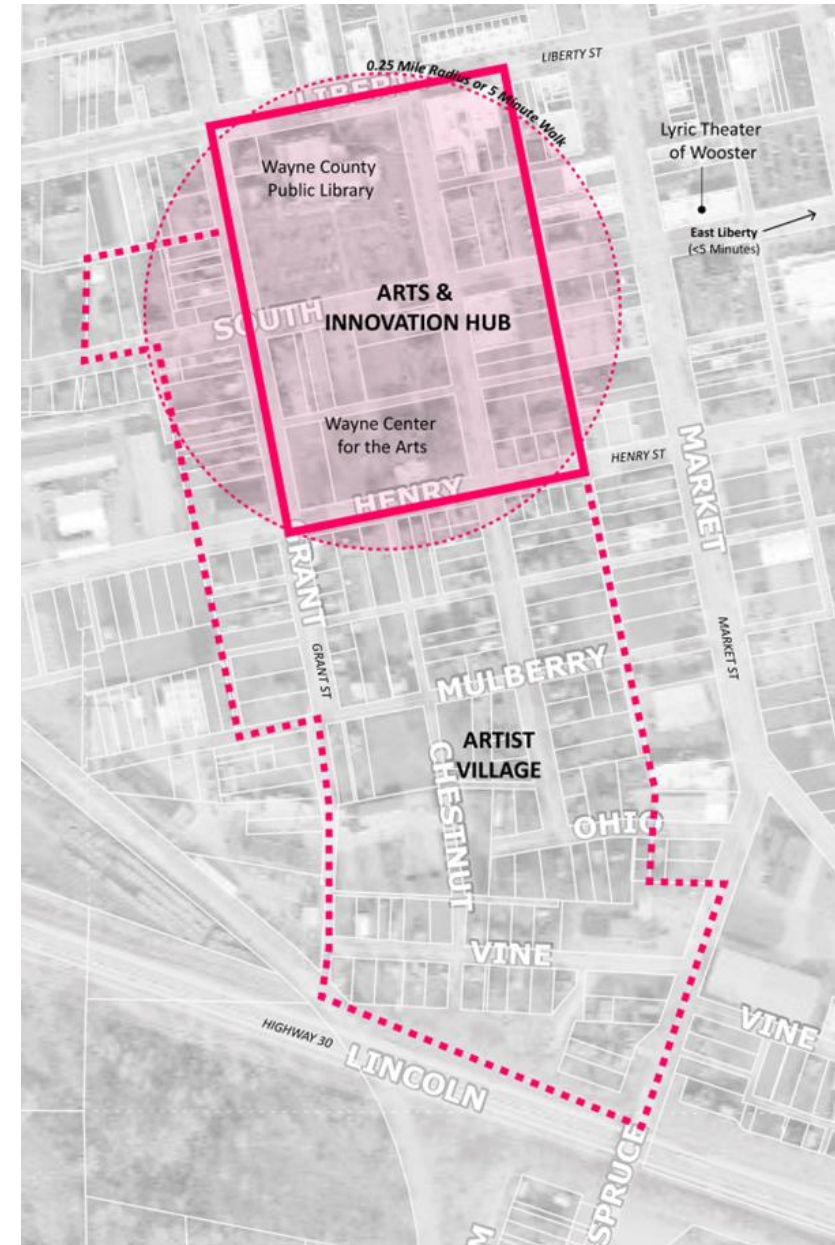 LIBERTY ST
0.25 Mile Radius or 5 Minute Walk
Wayne County
Public Library
Lyric Theater
of Wooster
East Liberty
(<5 Minutes)
ARTS &
INNOVATION HUB
SOUTH
Wayne Center
for the Arts
HENRY
HENRY ST
MARKET
GRANT
GRANT ST
MULBERRY
MARKET ST
ARTIST
VILLAGE
CHESTNUT
OHIO
VINE
VINE
HIGHWAY 30
LINCOLN
SPRUCE